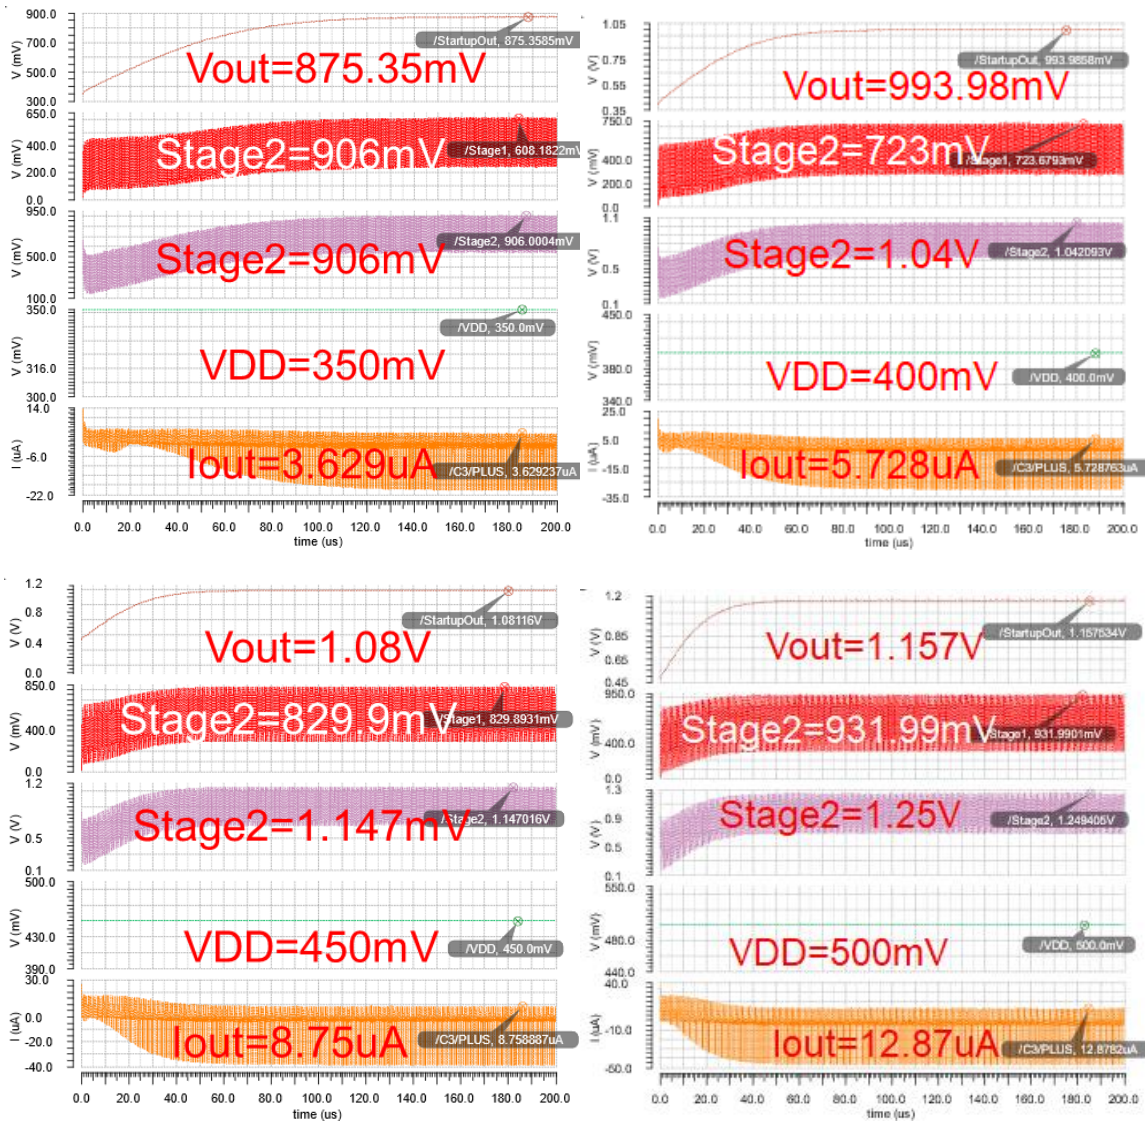 900.0
700.0
500.0
300.0
V (mV)
/StartupOut, 875.3585mV
Vout=875.35mV
650.0
400.0
200.0
0.0
V (mV)
Stage2=906mV
/Stage1, 608.1822mV
950.0
500.0
100.0
V (mV)
Stage2=906mV
/Stage2, 906.0004mV
350.0
316.0
300.0
V (mV)
/VDD, 350.0mV
VDD=350mV
14.0
-6.0
-22.0
I (uA)
Iout=3.629uA
/C3/PLUS, 3.629237uA
0.0 20.0 40.0 60.0 80.0 100.0 120.0 140.0 160.0 180.0 200.0
time (us)
1.05
0.75
0.55
0.35
V (V)
/StartupOut, 993.9858mV
Vout=993.98mV
750.0
400.0
200.0
0.0
V (mV)
Stage2=723mV
/Stage1, 723.6793mV
1.1
0.5
0.1
V (V)
Stage2=1.04V
/Stage2, 1.042093V
450.0
380.0
340.0
V (mV)
VDD=400mV
/VDD, 400.0mV
25.0
5.0
-15.0
-35.0
I (uA)
Iout=5.728uA
/C3/PLUS, 5.728763uA
0.0 20.0 40.0 60.0 80.0 100.0 120.0 140.0 160.0 180.0 200.0
time (us)
1.2
0.8
0.4
0.0
V (V)
/StartupOut, 1.08116V
Vout=1.08V
850.0
400.0
0.0
V (mV)
Stage2=829.9mV
/Stage1, 829.8931mV
1.2
0.5
0.1
V (V)
Stage2=1.147mV
/Stage2, 1.147016V
500.0
430.0
390.0
V (mV)
VDD=450mV
/VDD, 450.0mV
30.0
0.0
-20.0
-40.0
I (uA)
Iout=8.75uA
/C3/PLUS, 8.758887uA
0.0 20.0 40.0 60.0 80.0 100.0 120.0 140.0 160.0 180.0 200.0
time (us)
1.2
0.85
0.65
0.45
V (V)
/StartupOut, 1.157534V
Vout=1.157V
950.0
400.0
0.0
V (mV)
Stage2=931.99mV
/Stage1, 931.9901mV
1.3
0.9
0.5
0.1
V (V)
Stage2=1.25V
/Stage2, 1.249405V
550.0
480.0
440.0
V (mV)
VDD=500mV
/VDD, 500.0mV
40.0
-10.0
-50.0
I (uA)
Iout=12.87uA
/C3/PLUS, 12.8782uA
0.0 20.0 40.0 60.0 80.0 100.0 120.0 140.0 160.0 180.0 200.0
time (us)